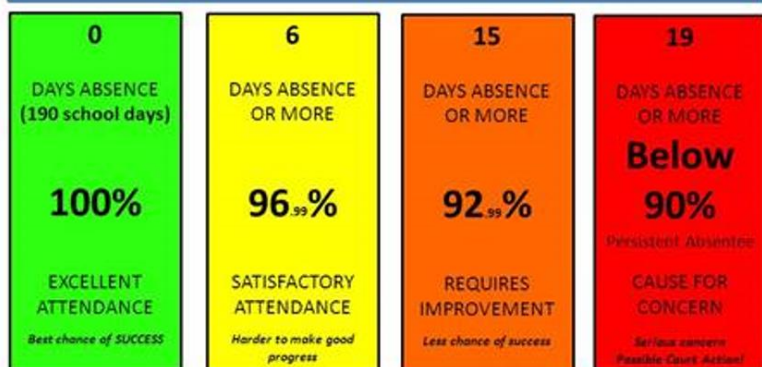 0
DAYS ABSENCE
(190 school days)
100%
EXCELLENT
ATTENDANCE
Best chance of SUCCESS
6
DAYS ABSENCE
OR MORE
96.99%
SATISFACTORY
ATTENDANCE
Harder to make good
progress
15
DAYS ABSENCE
OR MORE
92.99%
REQUIRES
IMPROVEMENT
Less chance of success
19
DAYS ABSENCE
OR MORE
Below
90%
Persistent Absentee
CAUSE FOR
CONCERN
Serious concern
Possible Court Action!